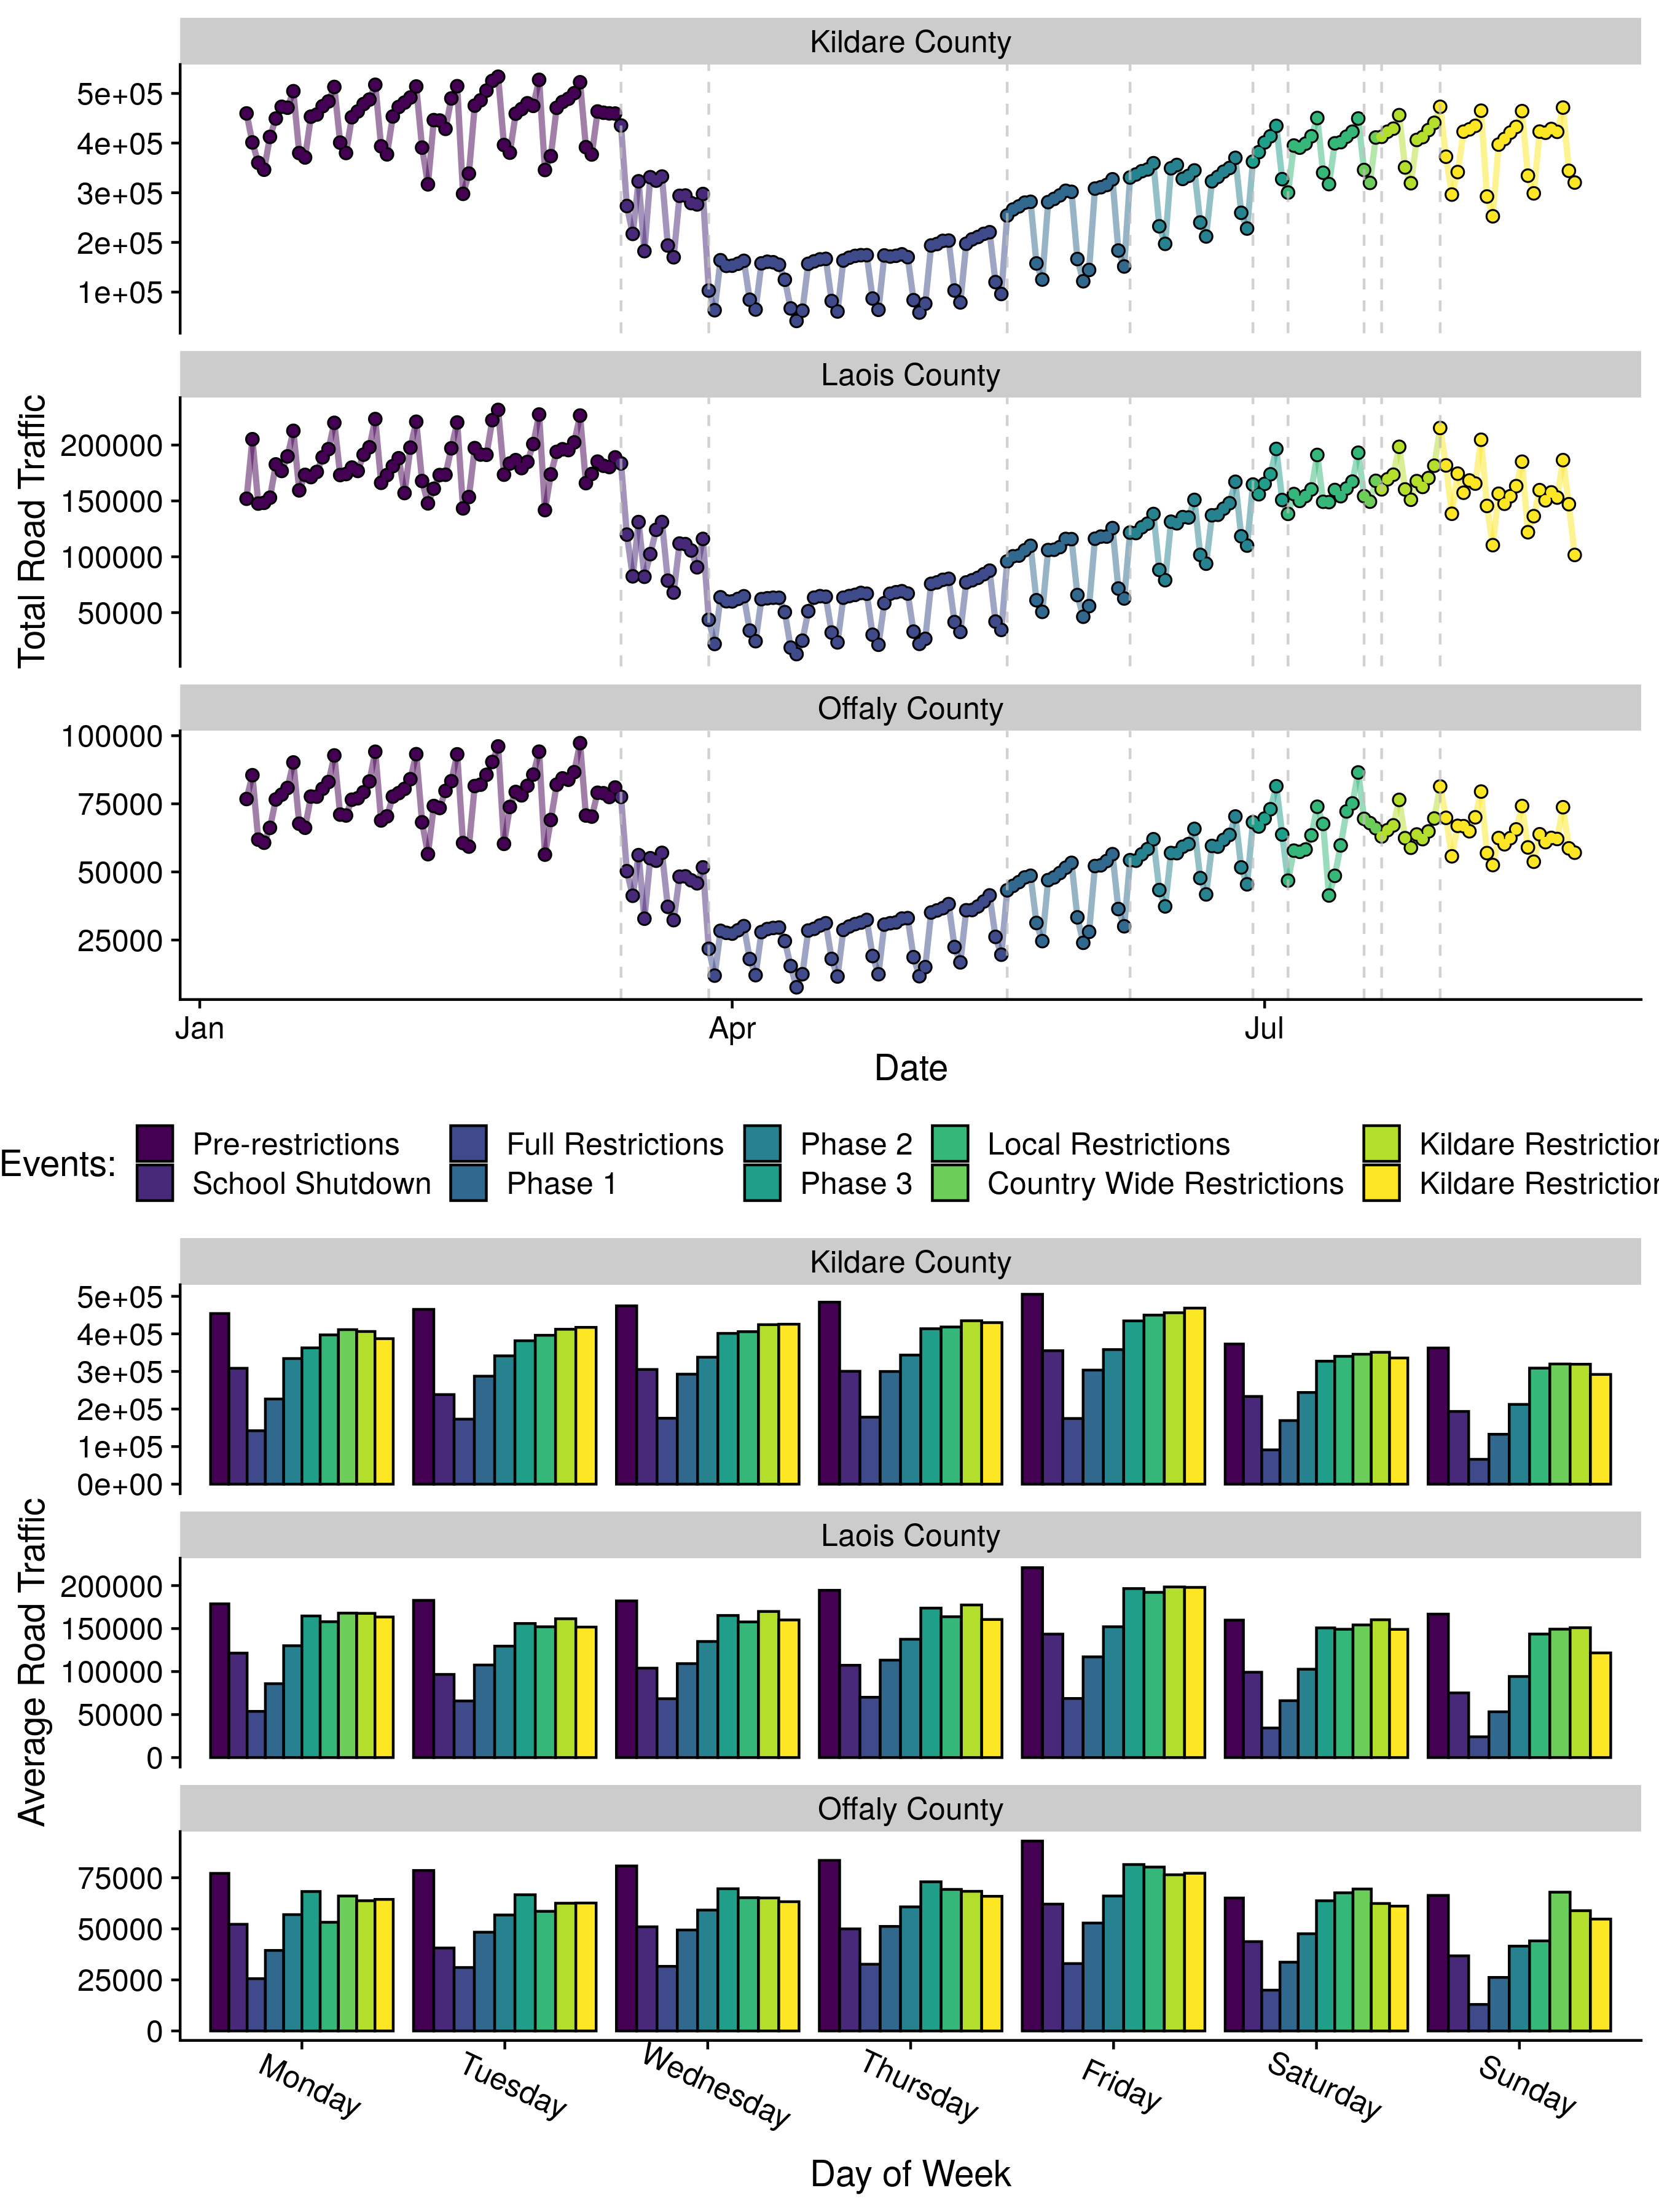 Kildare County
5e+05
4e+05
3e+05
2e+05
1e+05
Laois County
200000
150000
100000
50000
Total Road Traffic
Offaly County
100000
75000
50000
25000
Jan Apr Jul
Date
Events:
Pre-restrictions Full Restrictions Phase 2 Local Restrictions Kildare Restriction
School Shutdown Phase 1 Phase 3 Country Wide Restrictions Kildare Restriction
Kildare County
5e+05
4e+05
3e+05
2e+05
1e+05
0e+00
Laois County
200000
150000
100000
50000
0
Average Road Traffic
Offaly County
75000
50000
25000
0
Monday Tuesday Wednesday Thursday Friday Saturday Sunday
Day of Week